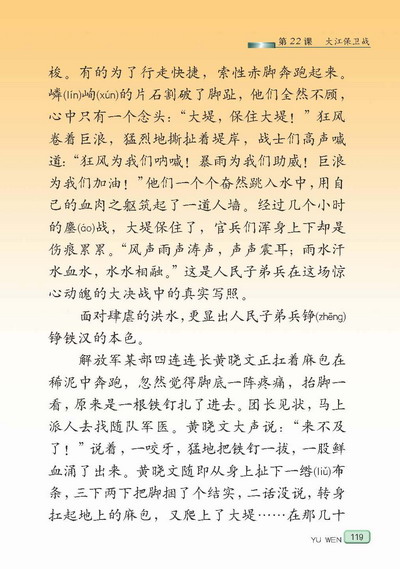 第22课 大江保卫战
梭。有的为了行走快捷，索性赤脚奔跑起来。
嶙(lín)峋(xún)的片石割破了脚趾，他们全然不顾，
心中只有一个念头：“大堤，保住大堤！”狂风
卷着巨浪，猛烈地撕扯着堤岸，战士们高声喊
道：“狂风为我们呐喊！暴雨为我们助威！巨浪
为我们加油！”他们一个个奋然跳入水中，用自
己的血肉之躯筑起了一道人墙。经过几个小时
的鏖(áo)战，大堤保住了，官兵们浑身上下却是
伤痕累累。“风声雨声涛声，声声震耳；雨水汗
水血水，水水相融。”这是人民子弟兵在这场惊
心动魄的大决战中的真实写照。
面对肆虐的洪水，更显出人民子弟兵铮(zhēng)
铮铁汉的本色。
解放军某部四连连长黄晓文正扛着麻包在
稀泥中奔跑，忽然觉得脚底一阵疼痛，抬脚一
看，原来是一根铁钉扎了进去。团长见状，马上
派人去找随队军医。黄晓文大声说：“来不及
了！”说着，一咬牙，猛地把铁钉一拔，一股鲜
血涌了出来。黄晓文随即从身上扯下一绺(liǔ)布
条，三下两下把脚捆了个结实，二话没说，转身
扛起地上的麻包，又爬上了大堤……在那几十
YU WEN 119